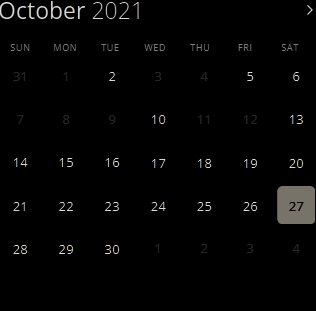 October 2021 >
SUN MON TUE WED THU FRI SAT
31 1 2 3 4 5 6
7 8 9 10 11 12 13
14 15 16 17 18 19 20
21 22 23 24 25 26 27
28 29 30 1 2 3 4